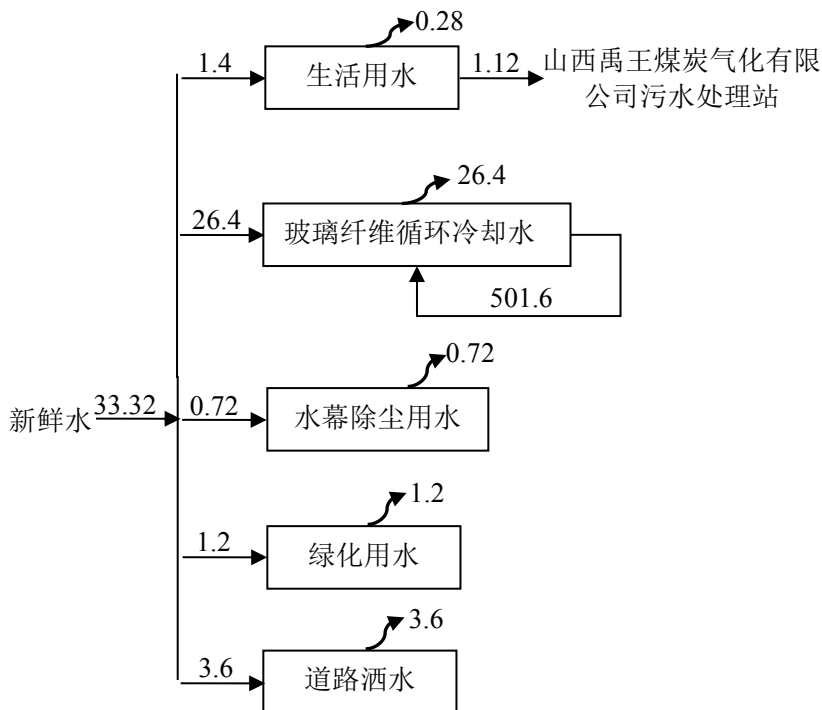 0.28
1.4
生活用水
1.12
山西禹王煤炭气化有限
公司污水处理站
26.4
26.4
玻璃纤维循环冷却水
501.6
0.72
新鲜水
33.32
0.72
水幕除尘用水
1.2
1.2
绿化用水
3.6
3.6
道路洒水